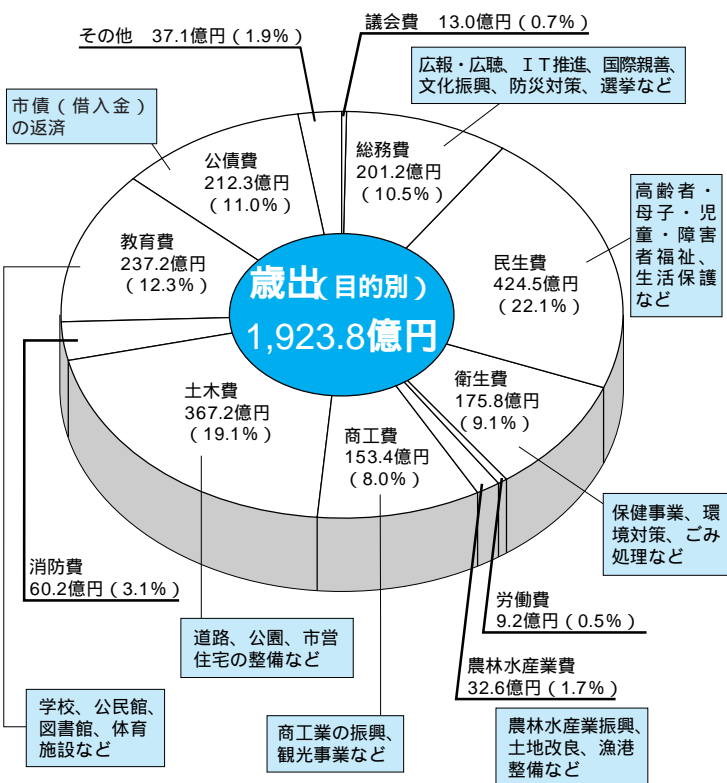 その他 37.1億円(1.9%)
議会費 13.0億円(0.7%)
広報・広聴、IT推進、国際親善、
文化振興、防災対策、選挙など
市債(借入金)
の返済
公債費
212.3億円
(11.0%)
総務費
201.2億円
(10.5%)
高齢者・
母子・児
童・障害
者福祉、
生活保護
など
教育費
237.2億円
(12.3%)
民生費
424.5億円
(22.1%)
歳出(目的別)
1,923.8億円
衛生費
175.8億円
(9.1%)
土木費
367.2億円
(19.1%)
商工費
153.4億円
(8.0%)
保健事業、環
境対策、ごみ
処理など
消防費
60.2億円(3.1%)
労働費
9.2億円(0.5%)
道路、公園、市営
住宅の整備など
農林水産業費
32.6億円(1.7%)
学校、公民館、
図書館、体育
施設など
商工業の振興、
観光事業など
農林水産業振興、
土地改良、漁港
整備など